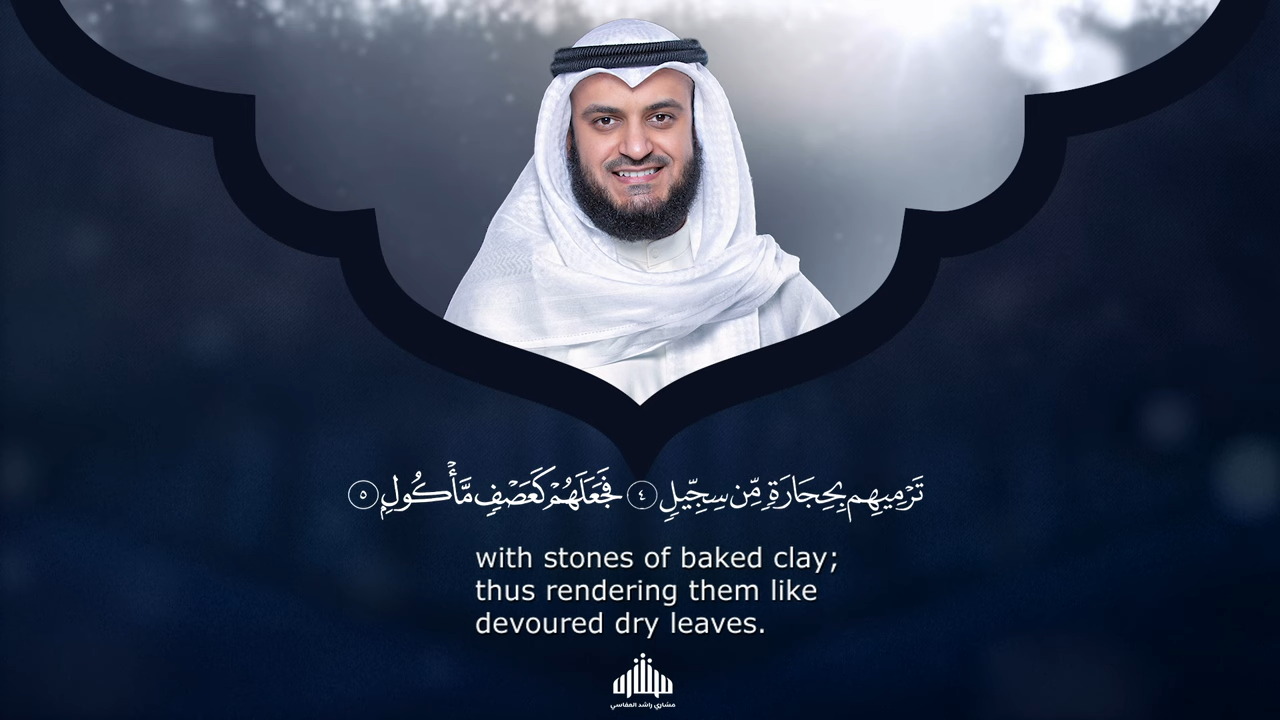 تَرْمِيهِم بِحِجَارَةٍ مِّن سِجِّيلٍ ٤ فَجَعَلَهُمْ كَعَصْفٍ مَّأْكُولٍ ٥
with stones of baked clay;
thus rendering them like
devoured dry leaves.
مشاري راشد العفاسي